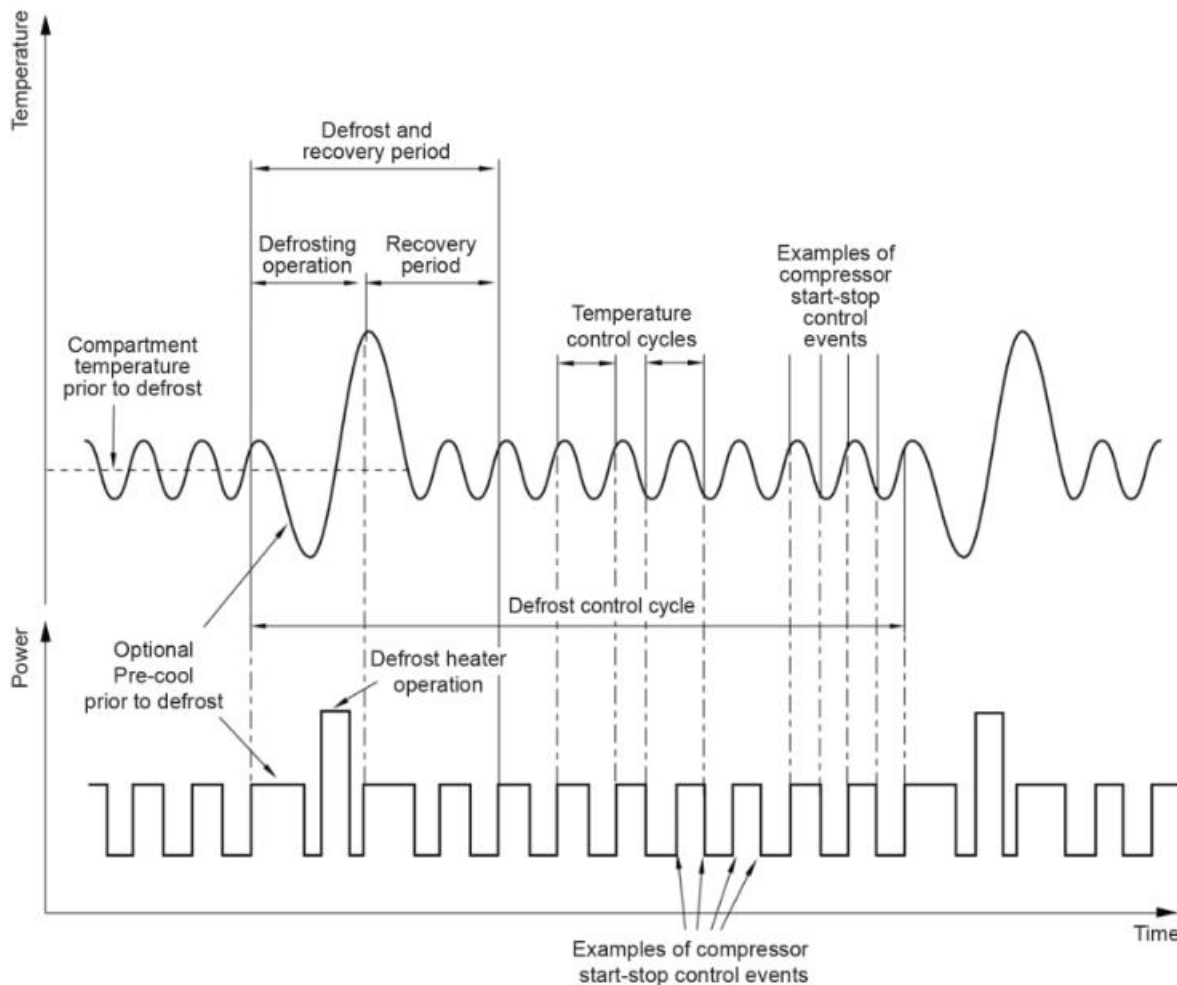 Temperature
Defrost and
recovery period
Defrosting
operation
Recovery
period
Examples of
compressor
start-stop
control
events
Temperature
control cycles
Compartment
temperature
prior to defrost
Defrost control cycle
Power
Optional
Pre-cool
prior to defrost
Defrost heater
operation
Time
Examples of compressor
start-stop control events